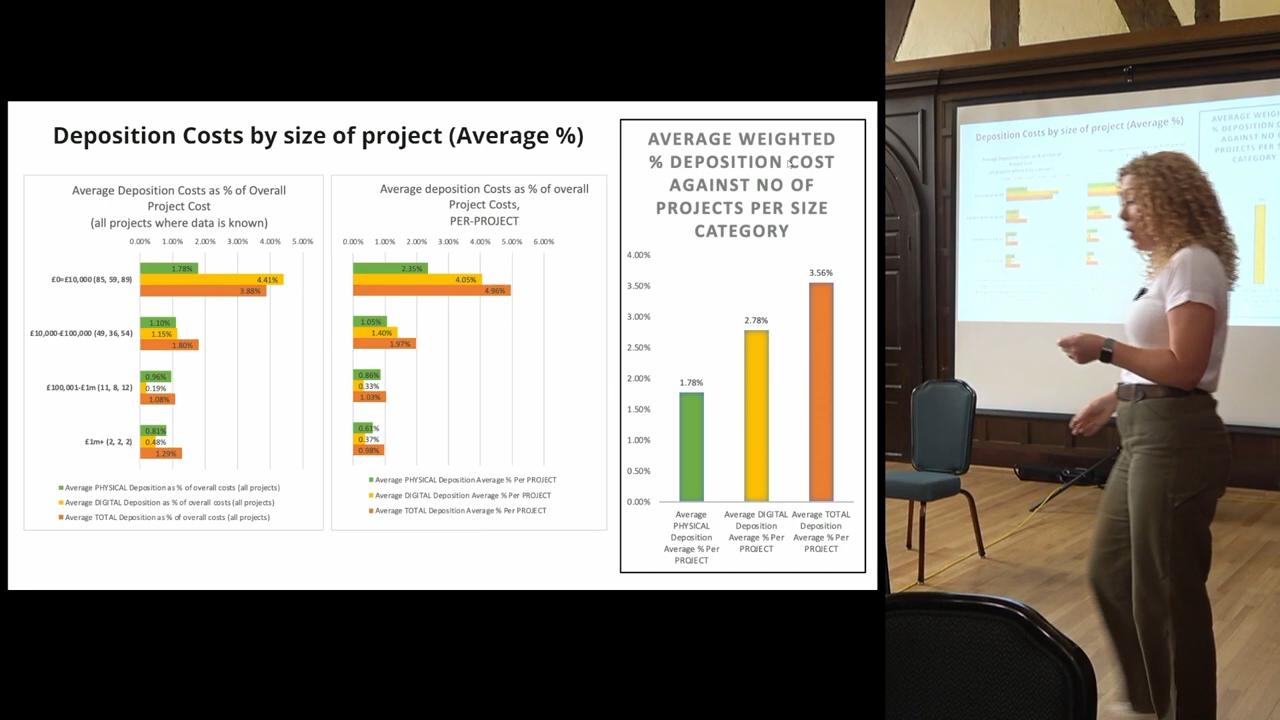 Deposition Costs by size of project (Average %)
Average Deposition Costs as % of Overall
Project Cost
(all projects where data is known)
0.00% 1.00% 2.00% 3.00% 4.00% 5.00%
£0=£10,000 (85, 59, 89)
1.78%
4.41%
3.88%
£10,000-£100,000 (49, 36, 54)
1.10%
1.15%
1.80%
£100,001-£1m (11, 8, 12)
0.96%
0.19%
1.08%
£1m+ (2, 2, 2)
0.81%
0.48%
1.29%
Average PHYSICAL Deposition as % of overall costs (all projects)
Average DIGITAL Deposition as % of overall costs (all projects)
Average TOTAL Deposition as % of overall costs (all projects)
Average deposition Costs as % of overall
Project Costs,
PER-PROJECT
0.00% 1.00% 2.00% 3.00% 4.00% 5.00% 6.00%
2.35%
4.05%
4.96%
1.05%
1.40%
1.97%
0.86%
0.33%
1.03%
0.61%
0.37%
0.98%
Average PHYSICAL Deposition Average % Per PROJECT
Average DIGITAL Deposition Average % Per PROJECT
Average TOTAL Deposition Average % Per PROJECT
AVERAGE WEIGHTED
% DEPOSITION COST
AGAINST NO OF
PROJECTS PER SIZE
CATEGORY
4.00%
3.50%
3.00%
2.50%
2.00%
1.50%
1.00%
0.50%
0.00%
1.78%
2.78%
3.56%
Average
PHYSICAL
Deposition
Average % Per
PROJECT
Average DIGITAL
Deposition
Average % Per
PROJECT
Average TOTAL
Deposition
Average % Per
PROJECT
Deposition Costs by size of project (Average %)
AVERAGE WEIGH
% DEPOSITION
AGAINST NO
PROJECTS PER S
CATEGORY